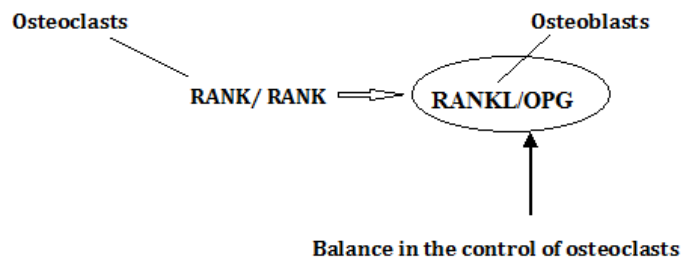 Osteoclasts
Osteoblasts
RANK/ RANK
RANKL/OPG
Balance in the control of osteoclasts